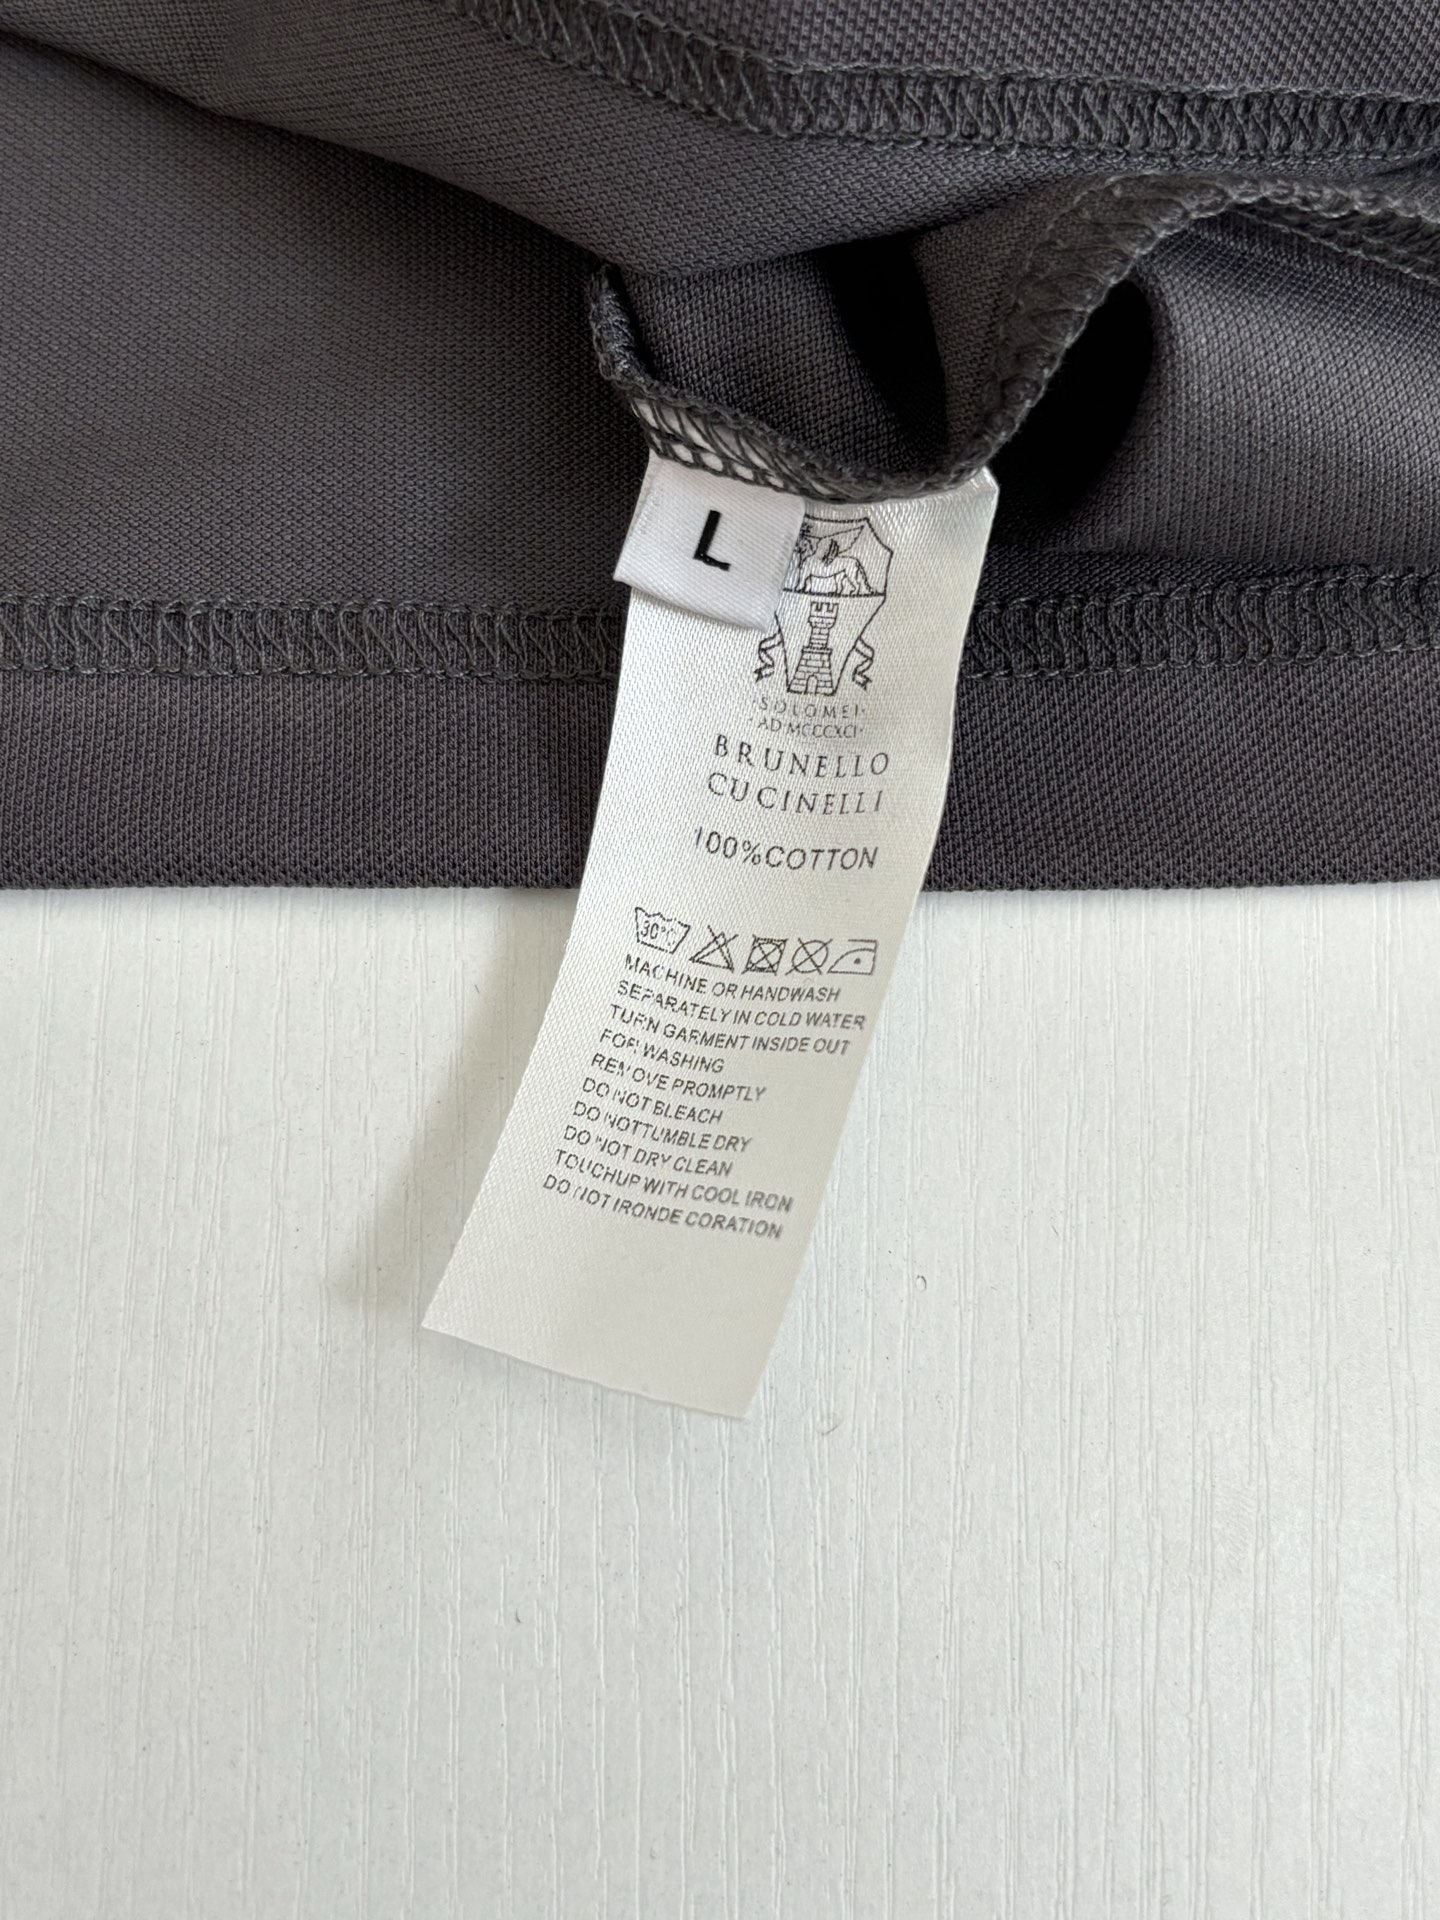 L
·SOLOMEI·
·AD MCCCXCI·
BRUNELLO
CUCINELLI
100%COTTON
30°C
MACHINE OR HANDWASH
SEPARATELY IN COLD WATER
TURN GARMENT INSIDE OUT
FOR WASHING
REMOVE PROMPTLY
DO NOT BLEACH
DO NOTTUMBLE DRY
DO NOT DRY CLEAN
TOUCHUP WITH COOL IRON
DO NOT IRONDE CORATION